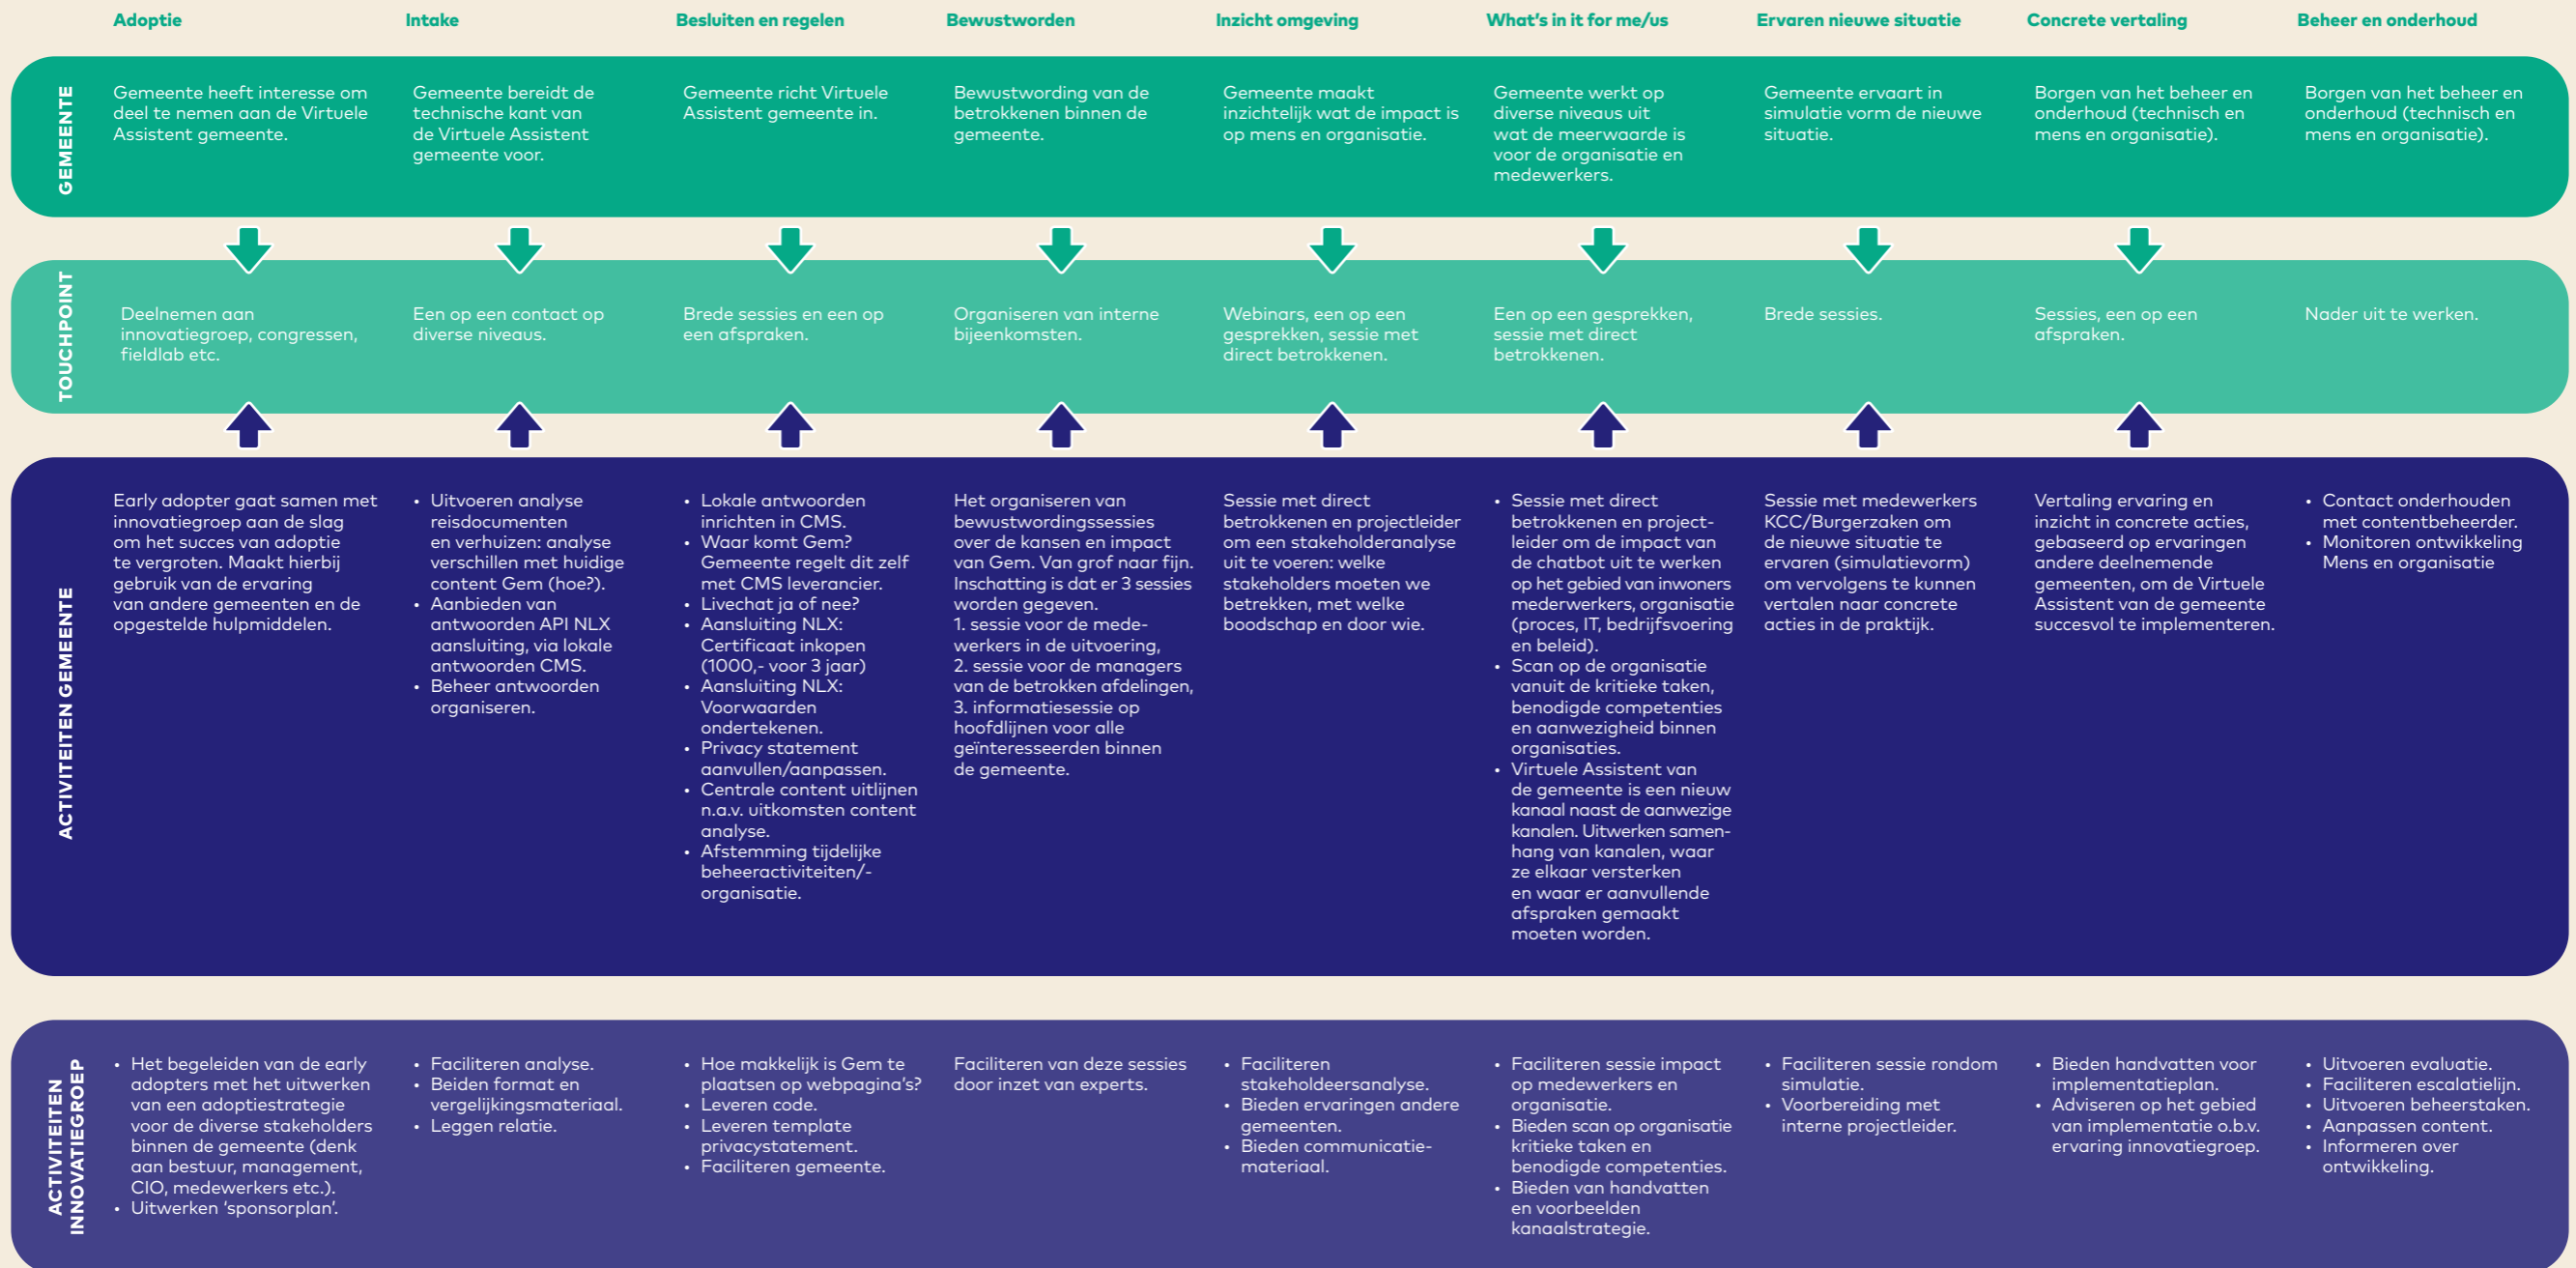 Adoptie
Intake
Besluiten en regelen
Bewustworden
Inzicht omgeving
What's in it for me/us
Ervaren nieuwe situatie
Concrete vertaling
Beheer en onderhoud
GEMEENTE
Gemeente heeft interesse om
deel te nemen aan de Virtuele
Assistent gemeente.
Gemeente bereidt de
technische kant van
de Virtuele Assistent
gemeente voor.
Gemeente richt Virtuele
Assistent gemeente in.
Bewustwording van de
betrokkenen binnen de
gemeente.
Gemeente maakt
inzichtelijk wat de impact is
op mens en organisatie.
Gemeente werkt op
diverse niveaus uit
wat de meerwaarde is
voor de organisatie en
medewerkers.
Gemeente ervaart in
simulatie vorm de nieuwe
situatie.
Borgen van het beheer en
onderhoud (technisch en
mens en organisatie).
Borgen van het beheer en
onderhoud (technisch en
mens en organisatie).
TOUCHPOINT
Deelnemen aan
innovatiegroep, congressen,
fieldlab etc.
Een op een contact op
diverse niveaus.
Brede sessies en een op
een afspraken.
Organiseren van interne
bijeenkomsten.
Webinars, een op een
gesprekken, sessie met
direct betrokkenen.
Een op een gesprekken,
sessie met direct
betrokkenen.
Brede sessies.
Sessies, een op een
afspraken.
Nader uit te werken.
ACTIVITEITEN GEMEENTE
Early adopter gaat samen met
innovatiegroep aan de slag
om het succes van adoptie
te vergroten. Maakt hierbij
gebruik van de ervaring
van andere gemeenten en de
opgestelde hulpmiddelen.
• Uitvoeren analyse
reisdocumenten
en verhuizen: analyse
verschillen met huidige
content Gem (hoe?).
• Aanbieden van
antwoorden API NLX
aansluiting, via lokale
antwoorden CMS.
• Beheer antwoorden
organiseren.
• Lokale antwoorden
inrichten in CMS.
• Waar komt Gem?
Gemeente regelt dit zelf
met CMS leverancier.
• Livechat ja of nee?
• Aansluiting NLX:
Certificaat inkopen
(1000,- voor 3 jaar)
• Aansluiting NLX:
Voorwaarden
ondertekenen.
• Privacy statement
aanvullen/aanpassen.
• Centrale content uitlijnen
n.a.v. uitkomsten content
analyse.
• Afstemming tijdelijke
beheeractiviteiten/-
organisatie.
Het organiseren van
bewustwordingssessies
over de kansen en impact
van Gem. Van grof naar fijn.
Inschatting is dat er 3 sessies
worden gegeven.
1. sessie voor de mede-
werkers in de uitvoering,
2. sessie voor de managers
van de betrokken afdelingen,
3. informatiesessie op
hoofdlijnen voor alle
geïnteresseerden binnen
de gemeente.
Sessie met direct
betrokkenen en projectleider
om een stakeholderanalyse
uit te voeren: welke
stakeholders moeten we
betrekken, met welke
boodschap en door wie.
• Sessie met direct
betrokkenen en project-
leider om de impact van
de chatbot uit te werken
op het gebied van inwoners
mederwerkers, organisatie
(proces, IT, bedrijfsvoering
en beleid).
• Scan op de organisatie
vanuit de kritieke taken,
benodigde competenties
en aanwezigheid binnen
organisaties.
• Virtuele Assistent van
de gemeente is een nieuw
kanaal naast de aanwezige
kanalen. Uitwerken samen-
hang van kanalen, waar
ze elkaar versterken
en waar er aanvullende
afspraken gemaakt
moeten worden.
Sessie met medewerkers
KCC/Burgerzaken om
de nieuwe situatie te
ervaren (simulatievorm)
om vervolgens te kunnen
vertalen naar concrete
acties in de praktijk.
Vertaling ervaring en
inzicht in concrete acties,
gebaseerd op ervaringen
andere deelnemende
gemeenten, om de Virtuele
Assistent van de gemeente
succesvol te implementeren.
• Contact onderhouden
met contentbeheerder.
• Monitoren ontwikkeling
Mens en organisatie
ACTIVITEITEN
INNOVATIEGROEP
• Het begeleiden van de early
adopters met het uitwerken
van een adoptiestrategie
voor de diverse stakeholders
binnen de gemeente (denk
aan bestuur, management,
CIO, medewerkers etc.).
• Uitwerken 'sponsorplan'.
• Faciliteren analyse.
• Beiden format en
vergelijkingsmateriaal.
• Leggen relatie.
• Hoe makkelijk is Gem te
plaatsen op webpagina's?
• Leveren code.
• Leveren template
privacystatement.
• Faciliteren gemeente.
Faciliteren van deze sessies
door inzet van experts.
• Faciliteren
stakeholdeersanalyse.
• Bieden ervaringen andere
gemeenten.
• Bieden communicatie-
materiaal.
• Faciliteren sessie impact
op medewerkers en
organisatie.
• Bieden scan op organisatie
kritieke taken en
benodigde competenties.
• Bieden van handvatten
en voorbeelden
kanaalstrategie.
• Faciliteren sessie rondom
simulatie.
• Voorbereiding met
interne projectleider.
• Bieden handvatten voor
implementatieplan.
• Adviseren op het gebied
van implementatie o.b.v.
ervaring innovatiegroep.
• Uitvoeren evaluatie.
• Faciliteren escalatielijn.
• Uitvoeren beheerstaken.
• Aanpassen content.
• Informeren over
ontwikkeling.